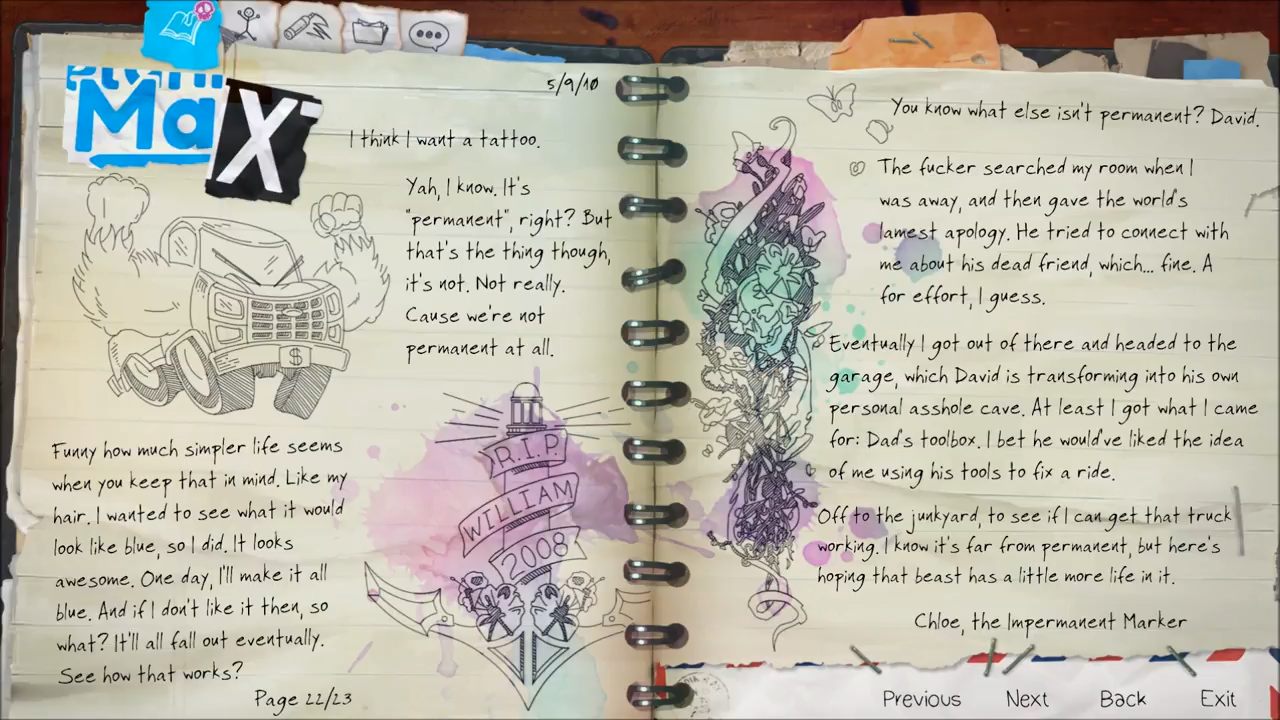 Ma
X
5/9/10
I think I want a tattoo.
Yah, I know. It's
"permanent", right? But
that's the thing though,
it's not. Not really.
Cause we're not
permanent at all.
$
Funny how much simpler life seems
when you keep that in mind. Like my
hair. I wanted to see what it would
look like blue, so I did. It looks
awesome. One day, I'll make it all
blue. And if I don't like it then, so
what? It'll all fall out eventually.
See how that works?
R.I.P.
WILLIAM
2008
Page 22/23
You know what else isn't permanent? David.
The fucker searched my room when I
was away, and then gave the world's
lamest apology. He tried to connect with
me about his dead friend, which... fine. A
for effort, I guess.
Eventually I got out of there and headed to the
garage, which David is transforming into his own
personal asshole cave. At least I got what I came
for: Dad's toolbox. I bet he would've liked the idea
of me using his tools to fix a ride.
Off to the junkyard, to see if I can get that truck
working. I know it's far from permanent, but here's
hoping that beast has a little more life in it.
Chloe, the Impermanent Marker
Previous Next Back Exit